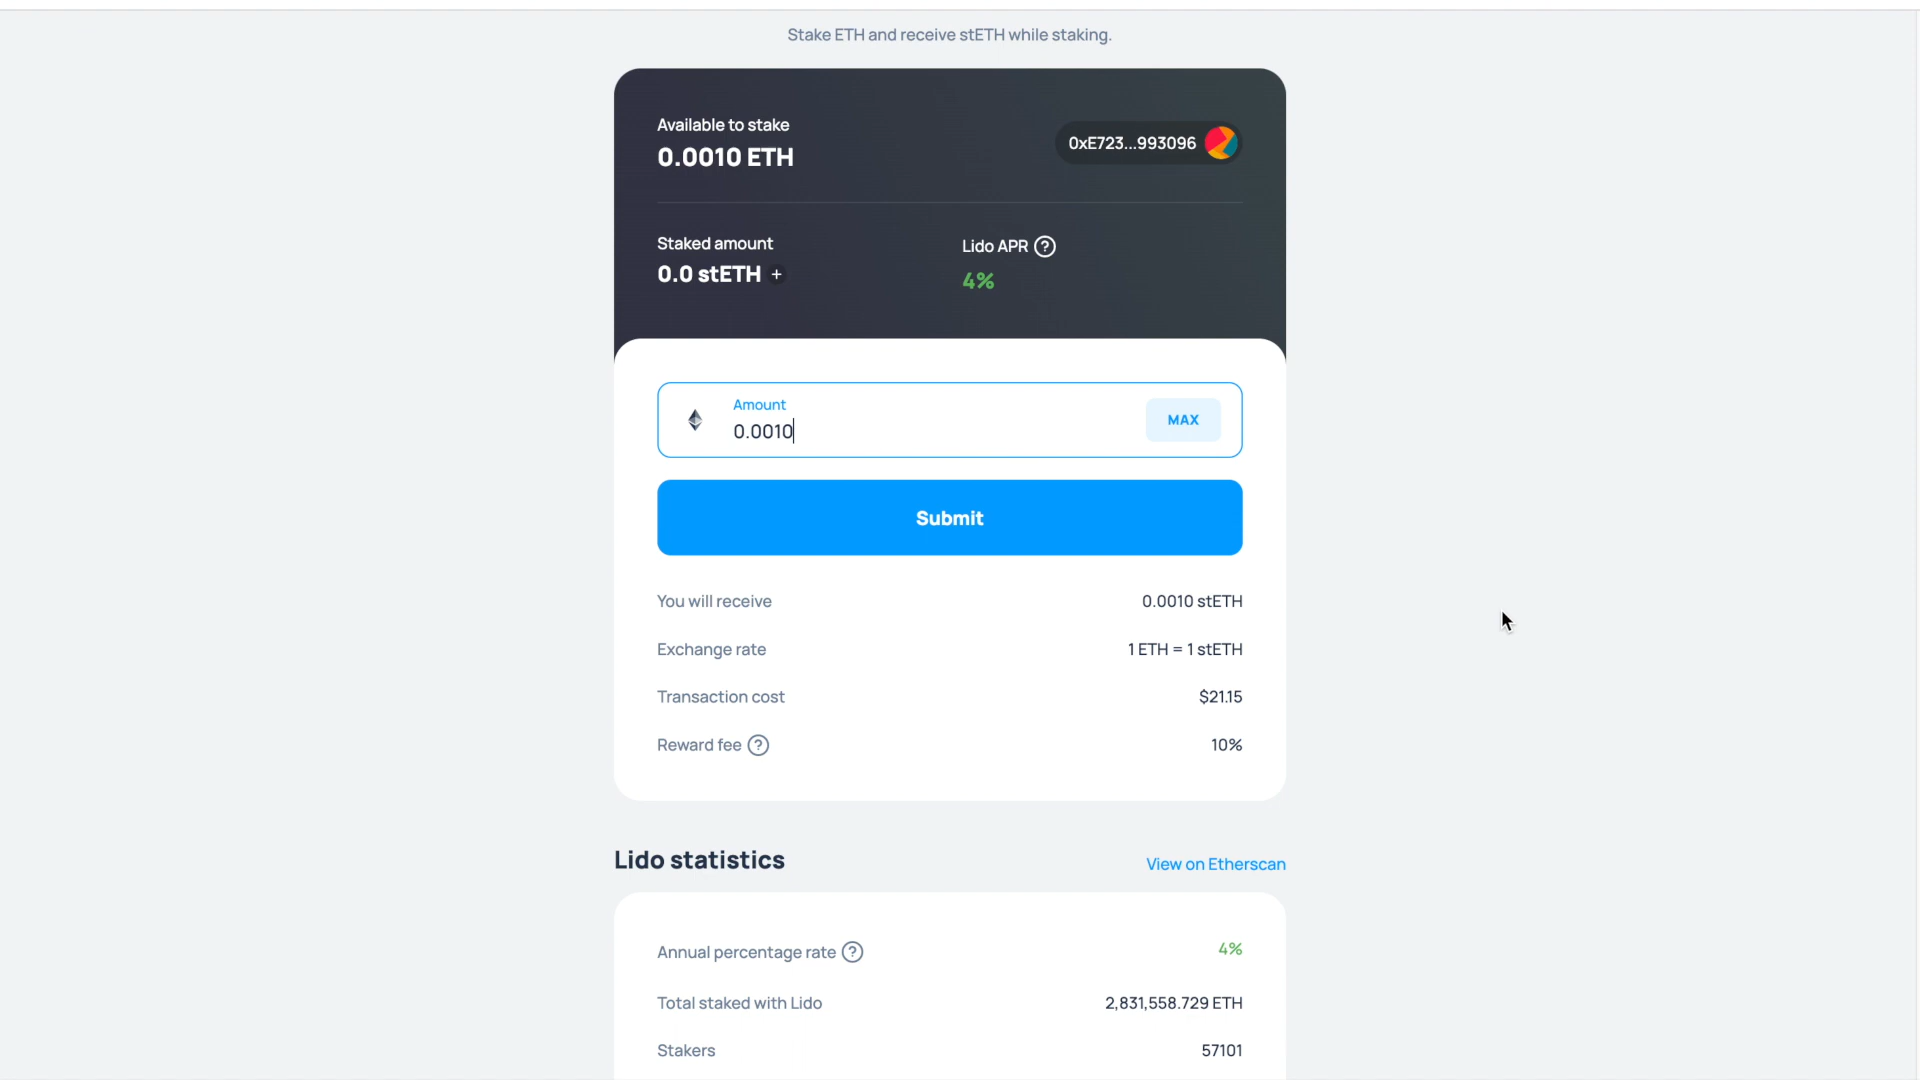 Stake ETH and receive stETH while staking.
Available to stake
0.0010 ETH
0xE723...993096
Staked amount
0.0 stETH +
Lido APR ?
4%
Amount
0.0010
MAX
Submit
You will receive 0.0010 stETH
Exchange rate 1 ETH = 1 stETH
Transaction cost $21.15
Reward fee ? 10%
Lido statistics
View on Etherscan
Annual percentage rate ? 4%
Total staked with Lido 2,831,558.729 ETH
Stakers 57101